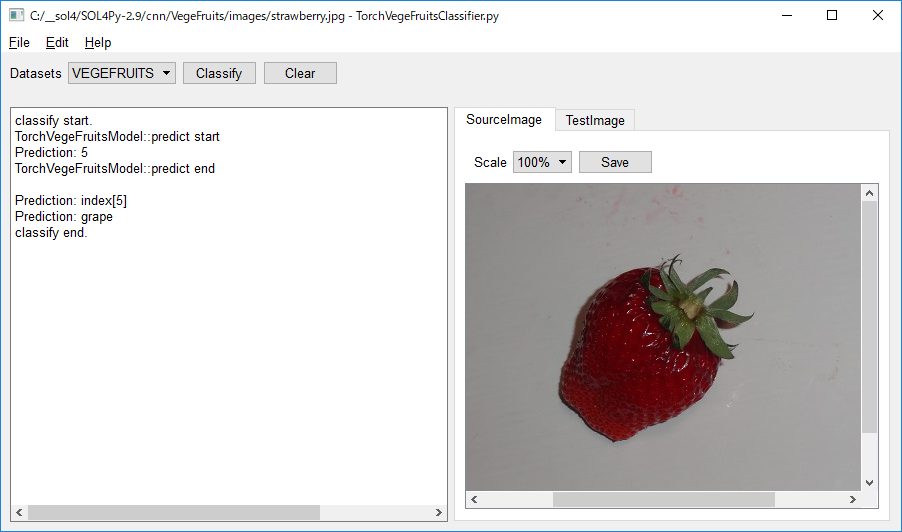 C:/__sol4/SOL4Py-2.9/cnn/VegeFruits/images/strawberry.jpg - TorchVegeFruitsClassifier.py
File Edit Help
Datasets VEGEFRUITS Classify Clear
classify start.
TorchVegeFruitsModel::predict start
Prediction: 5
TorchVegeFruitsModel::predict end
Prediction: index[5]
Prediction: grape
classify end.
SourceImage TestImage
Scale 100% Save